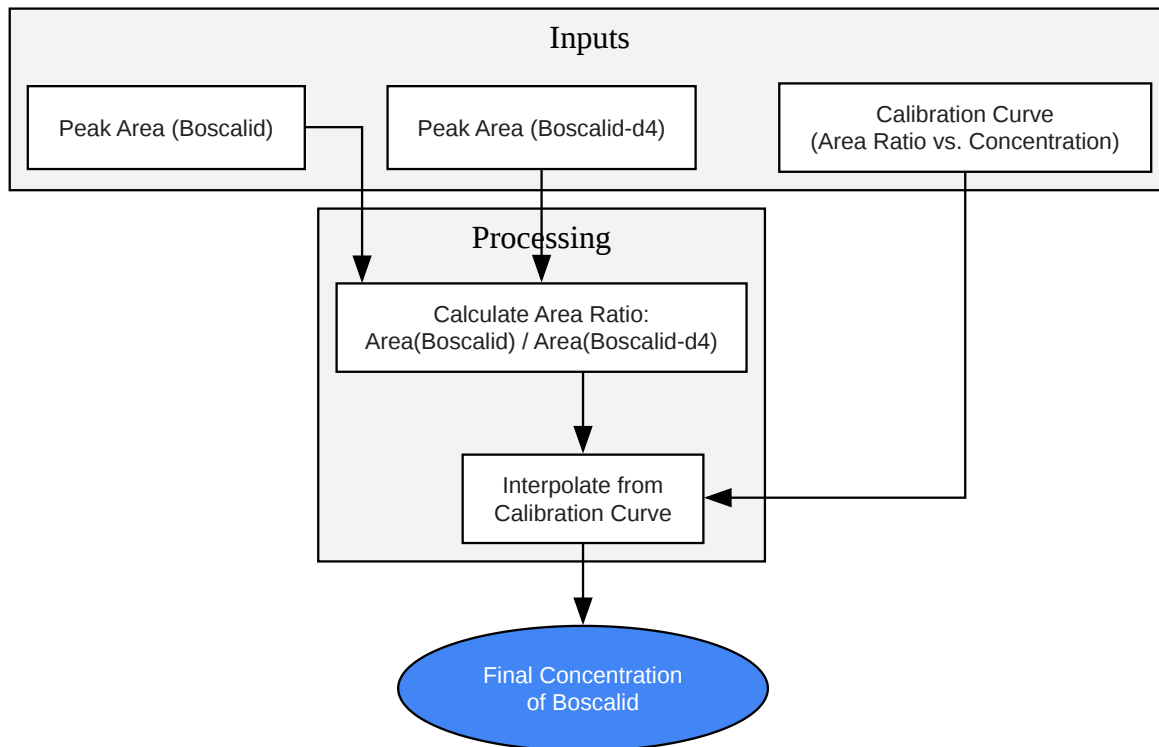 Inputs
Peak Area (Boscalid)
Peak Area (Boscalid-d4)
Calibration Curve
(Area Ratio vs. Concentration)
Processing
Calculate Area Ratio:
Area(Boscalid) / Area(Boscalid-d4)
Interpolate from
Calibration Curve
Final Concentration
of Boscalid